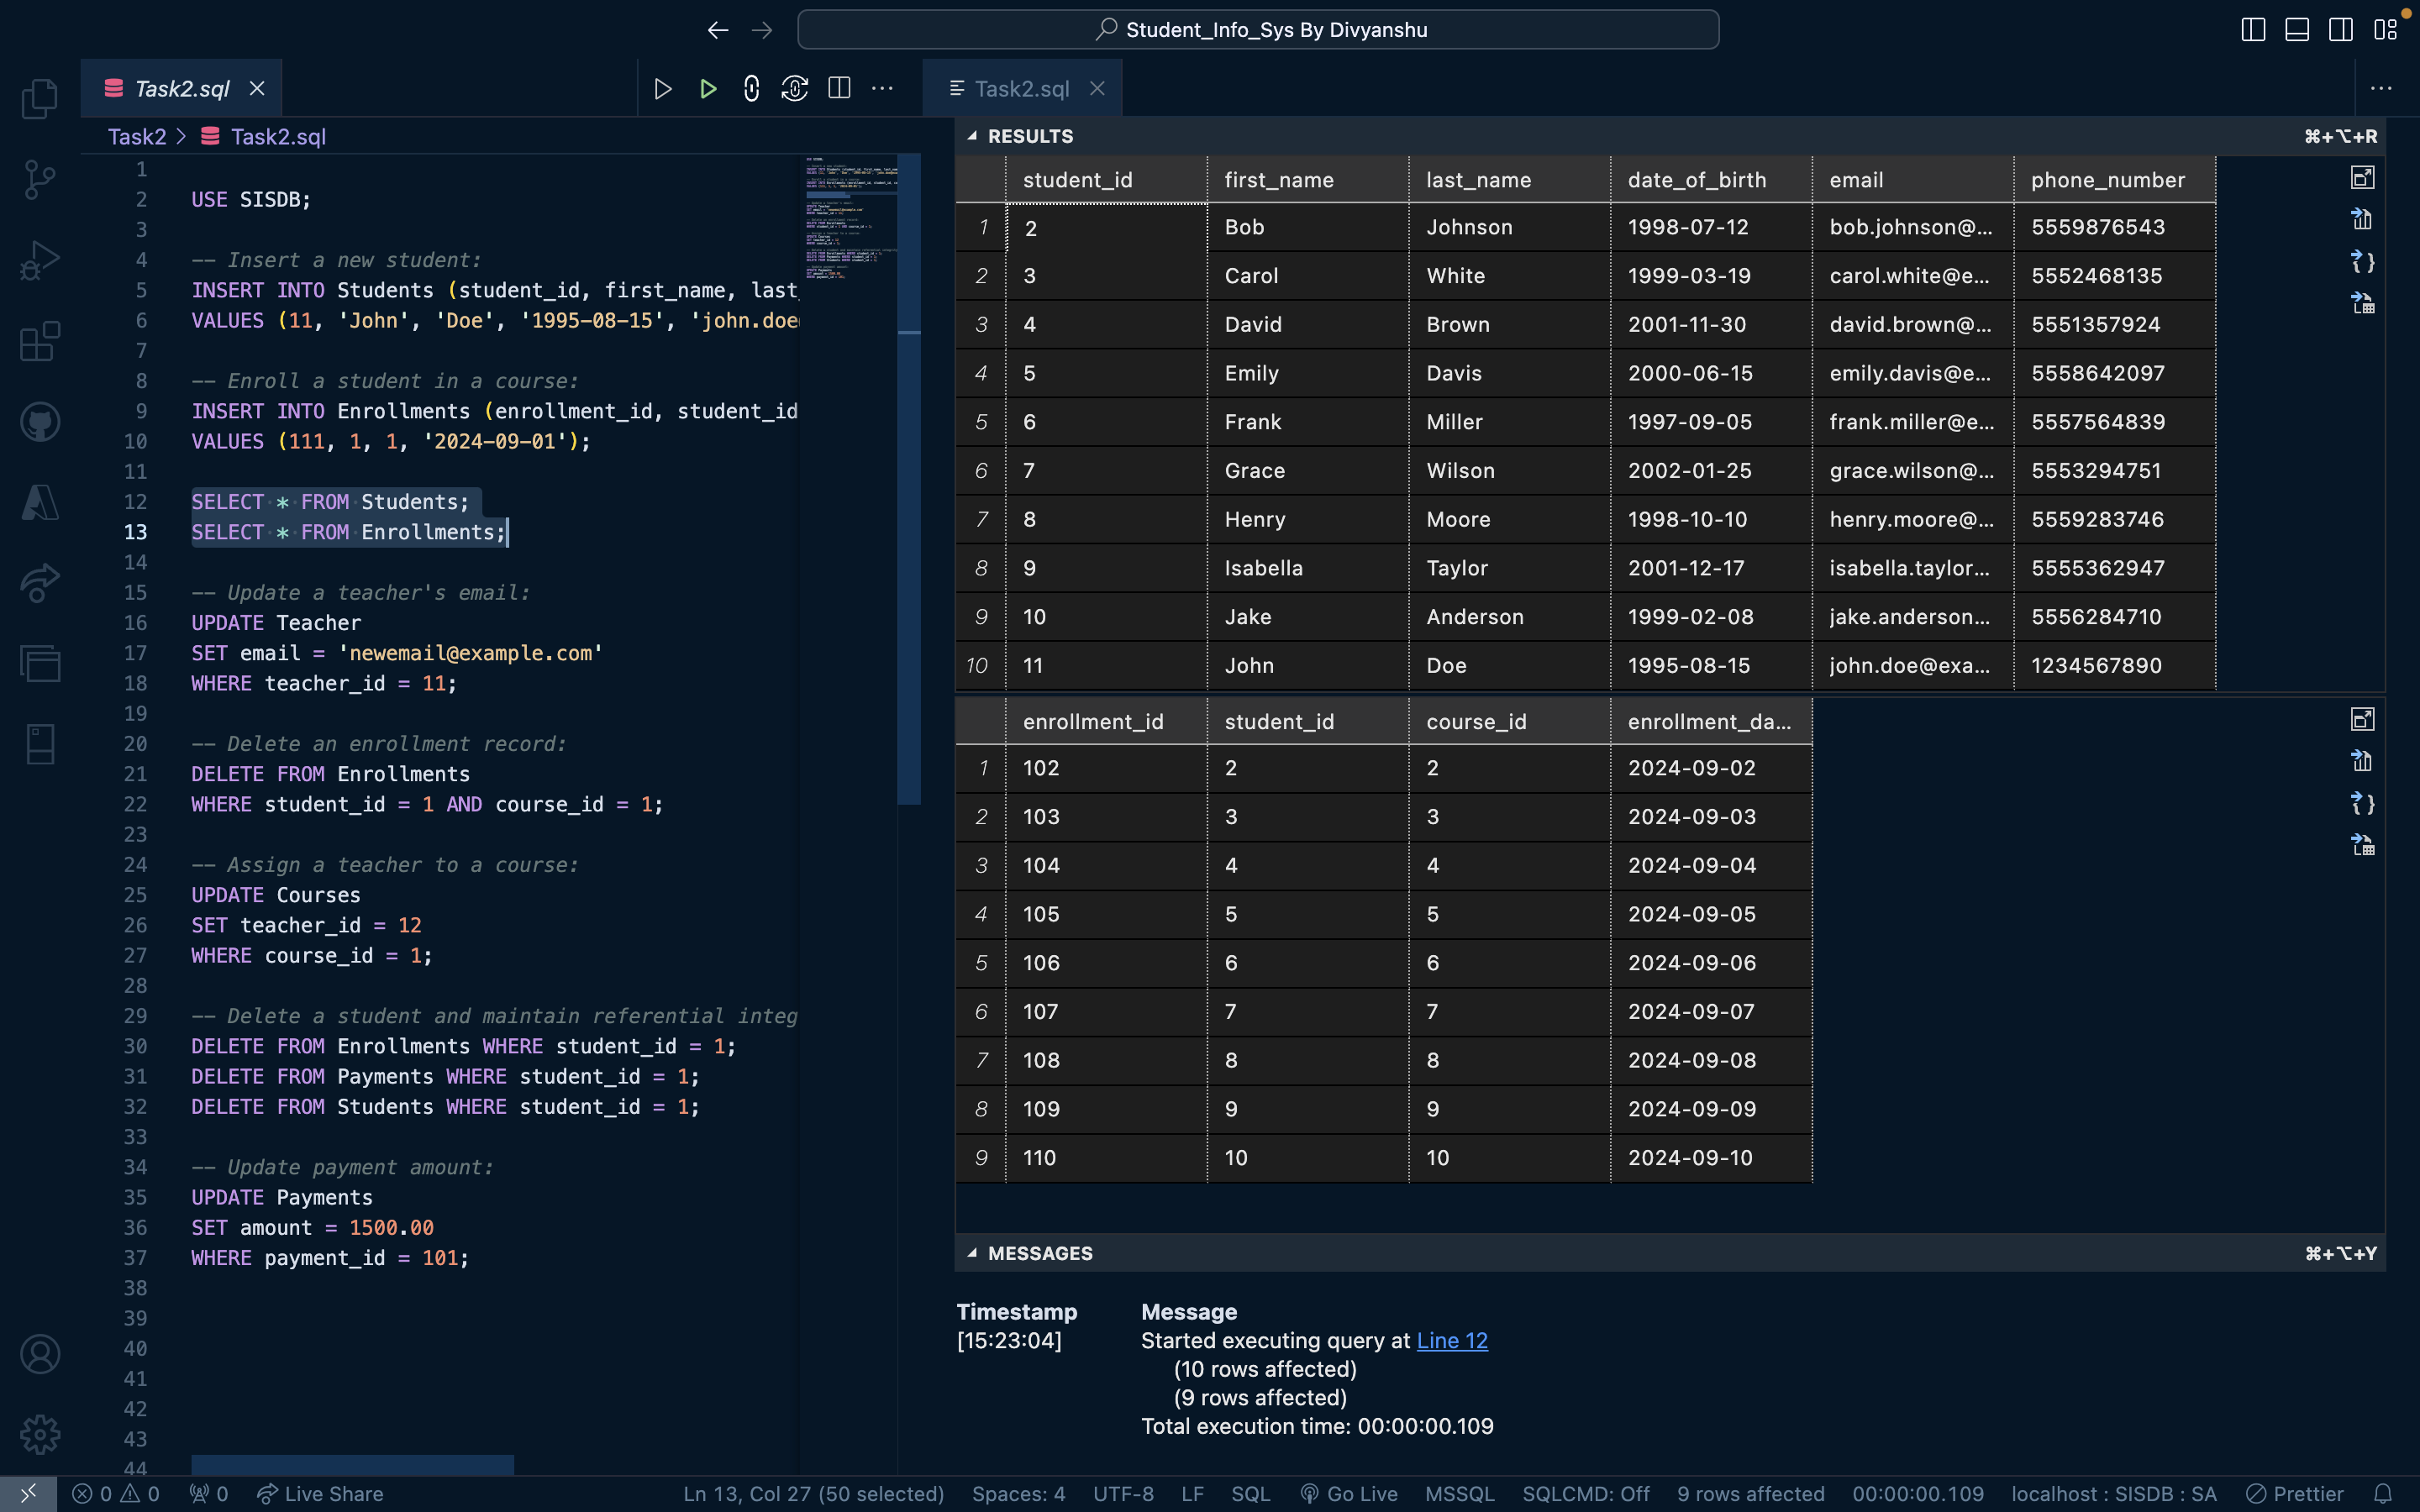 Student_Info_Sys By Divyanshu
Task2.sql
Task2.sql
Task2 > Task2.sql
1
2 USE SISDB;
3
4 -- Insert a new student:
5 INSERT INTO Students (student_id, first_name, last_
6 VALUES (11, 'John', 'Doe', '1995-08-15', 'john.doe
7
8 -- Enroll a student in a course:
9 INSERT INTO Enrollments (enrollment_id, student_id
10 VALUES (111, 1, 1, '2024-09-01');
11
12 SELECT * FROM Students;
13 SELECT * FROM Enrollments;
14
15 -- Update a teacher's email:
16 UPDATE Teacher
17 SET email = 'newemail@example.com'
18 WHERE teacher_id = 11;
19
20 -- Delete an enrollment record:
21 DELETE FROM Enrollments
22 WHERE student_id = 1 AND course_id = 1;
23
24 -- Assign a teacher to a course:
25 UPDATE Courses
26 SET teacher_id = 12
27 WHERE course_id = 1;
28
29 -- Delete a student and maintain referential integ
30 DELETE FROM Enrollments WHERE student_id = 1;
31 DELETE FROM Payments WHERE student_id = 1;
32 DELETE FROM Students WHERE student_id = 1;
33
34 -- Update payment amount:
35 UPDATE Payments
36 SET amount = 1500.00
37 WHERE payment_id = 101;
38
39
40
41
42
43
44
RESULTS ⌘+⌥+R
student_id first_name last_name date_of_birth email phone_number
1 2 Bob Johnson 1998-07-12 bob.johnson@... 5559876543
2 3 Carol White 1999-03-19 carol.white@e... 5552468135
3 4 David Brown 2001-11-30 david.brown@... 5551357924
4 5 Emily Davis 2000-06-15 emily.davis@e... 5558642097
5 6 Frank Miller 1997-09-05 frank.miller@e... 5557564839
6 7 Grace Wilson 2002-01-25 grace.wilson@... 5553294751
7 8 Henry Moore 1998-10-10 henry.moore@... 5559283746
8 9 Isabella Taylor 2001-12-17 isabella.taylor... 5555362947
9 10 Jake Anderson 1999-02-08 jake.anderson... 5556284710
10 11 John Doe 1995-08-15 john.doe@exa... 1234567890
enrollment_id student_id course_id enrollment_da...
1 102 2 2 2024-09-02
2 103 3 3 2024-09-03
3 104 4 4 2024-09-04
4 105 5 5 2024-09-05
5 106 6 6 2024-09-06
6 107 7 7 2024-09-07
7 108 8 8 2024-09-08
8 109 9 9 2024-09-09
9 110 10 10 2024-09-10
MESSAGES ⌘+⌥+Y
Timestamp Message
[15:23:04] Started executing query at Line 12
(10 rows affected)
(9 rows affected)
Total execution time: 00:00:00.109
0 0 0 Live Share Ln 13, Col 27 (50 selected) Spaces: 4 UTF-8 LF SQL Go Live MSSQL SQLCMD: Off 9 rows affected 00:00:00.109 localhost : SISDB : SA Prettier